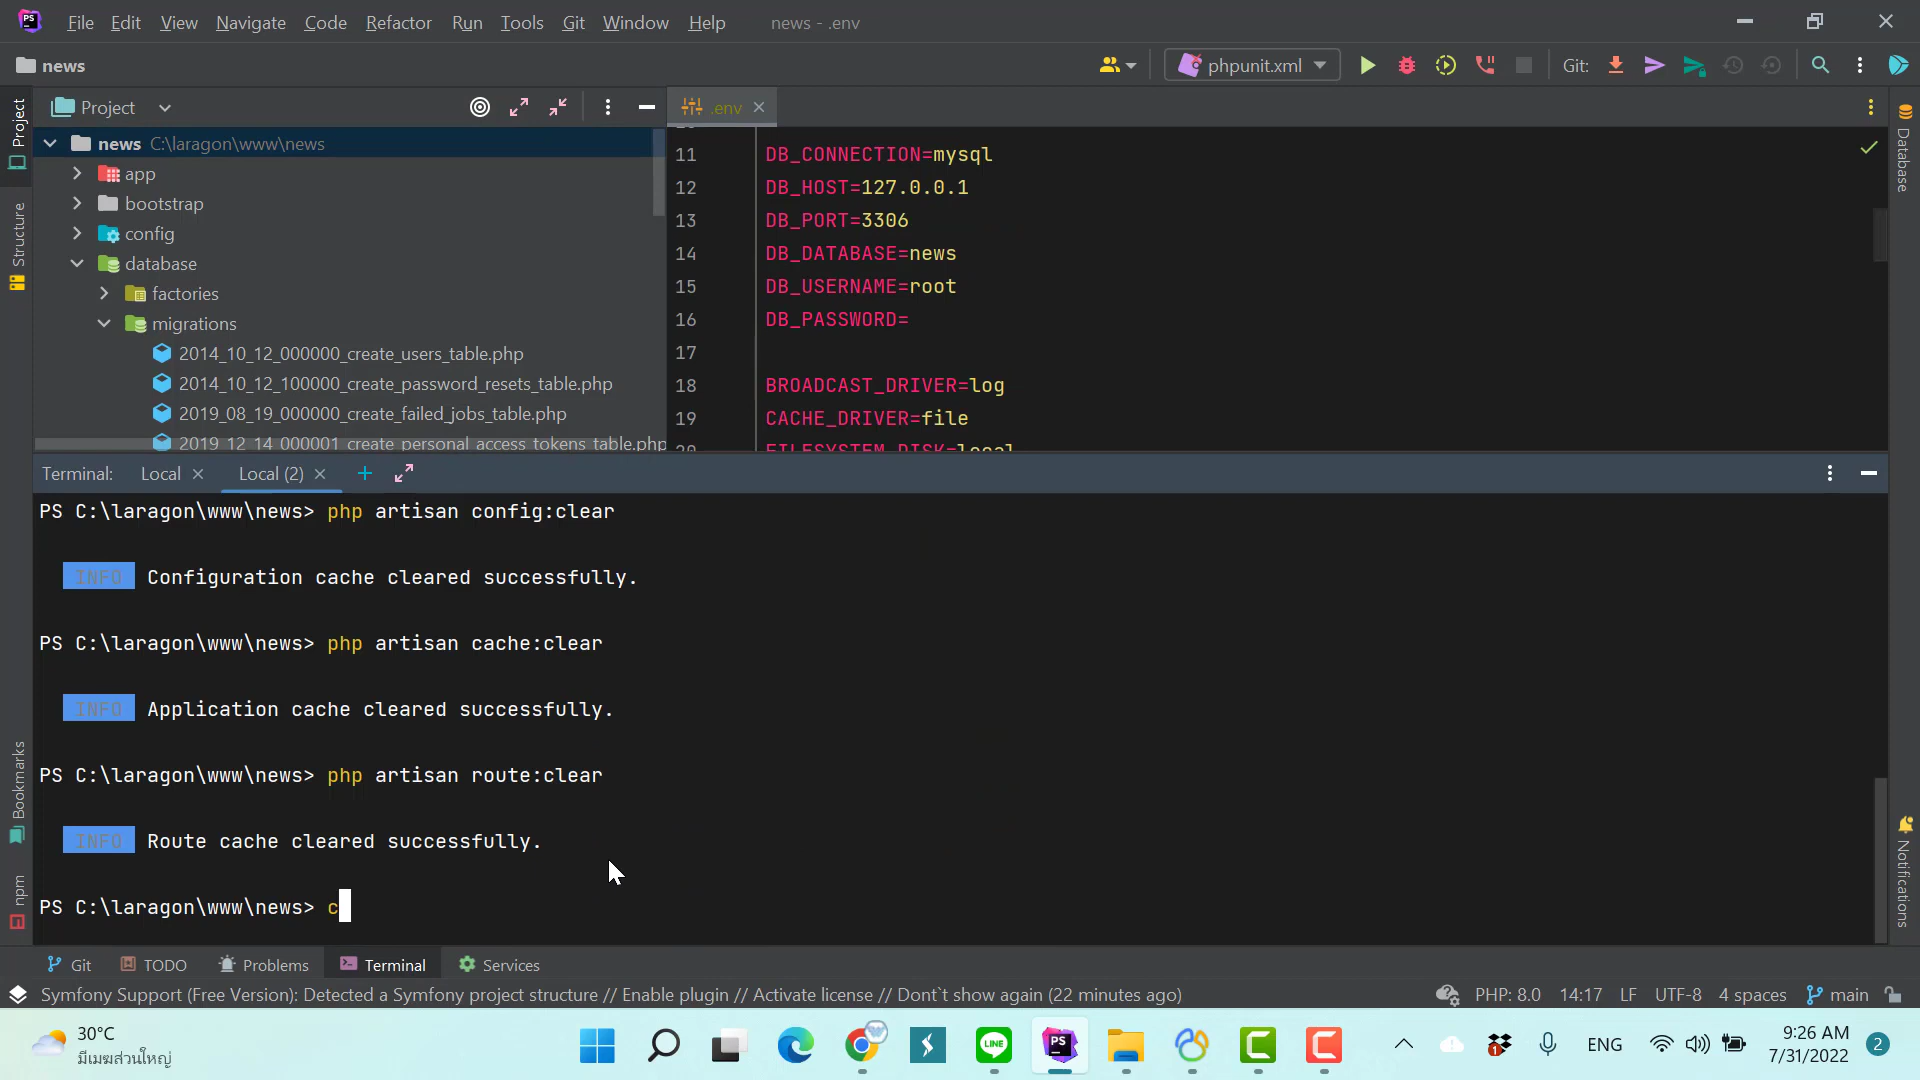 PS File Edit View Navigate Code Refactor Run Tools Git Window Help news - .env
news phpunit.xml Git:
Project .env
Project
news C:\laragon\www\news
app
bootstrap
config
database
factories
migrations
2014_10_12_000000_create_users_table.php
2014_10_12_100000_create_password_resets_table.php
2019_08_19_000000_create_failed_jobs_table.php
2019_12_14_000001_create_personal_access_tokens_table.php
11 DB_CONNECTION=mysql
12 DB_HOST=127.0.0.1
13 DB_PORT=3306
14 DB_DATABASE=news
15 DB_USERNAME=root
16 DB_PASSWORD=
17
18 BROADCAST_DRIVER=log
19 CACHE_DRIVER=file
20 FILESYSTEM_DISK=local
Structure
Database
Terminal: Local Local (2)
PS C:\laragon\www\news> php artisan config:clear
INFO Configuration cache cleared successfully.
PS C:\laragon\www\news> php artisan cache:clear
INFO Application cache cleared successfully.
PS C:\laragon\www\news> php artisan route:clear
INFO Route cache cleared successfully.
PS C:\laragon\www\news> c
Bookmarks
npm
Notifications
Git TODO Problems Terminal Services
Symfony Support (Free Version): Detected a Symfony project structure // Enable plugin // Activate license // Dont`t show again (22 minutes ago) PHP: 8.0 14:17 LF UTF-8 4 spaces main
30°C
มีเมฆส่วนใหญ่
LINE
PS
1
ENG
9:26 AM
7/31/2022
2